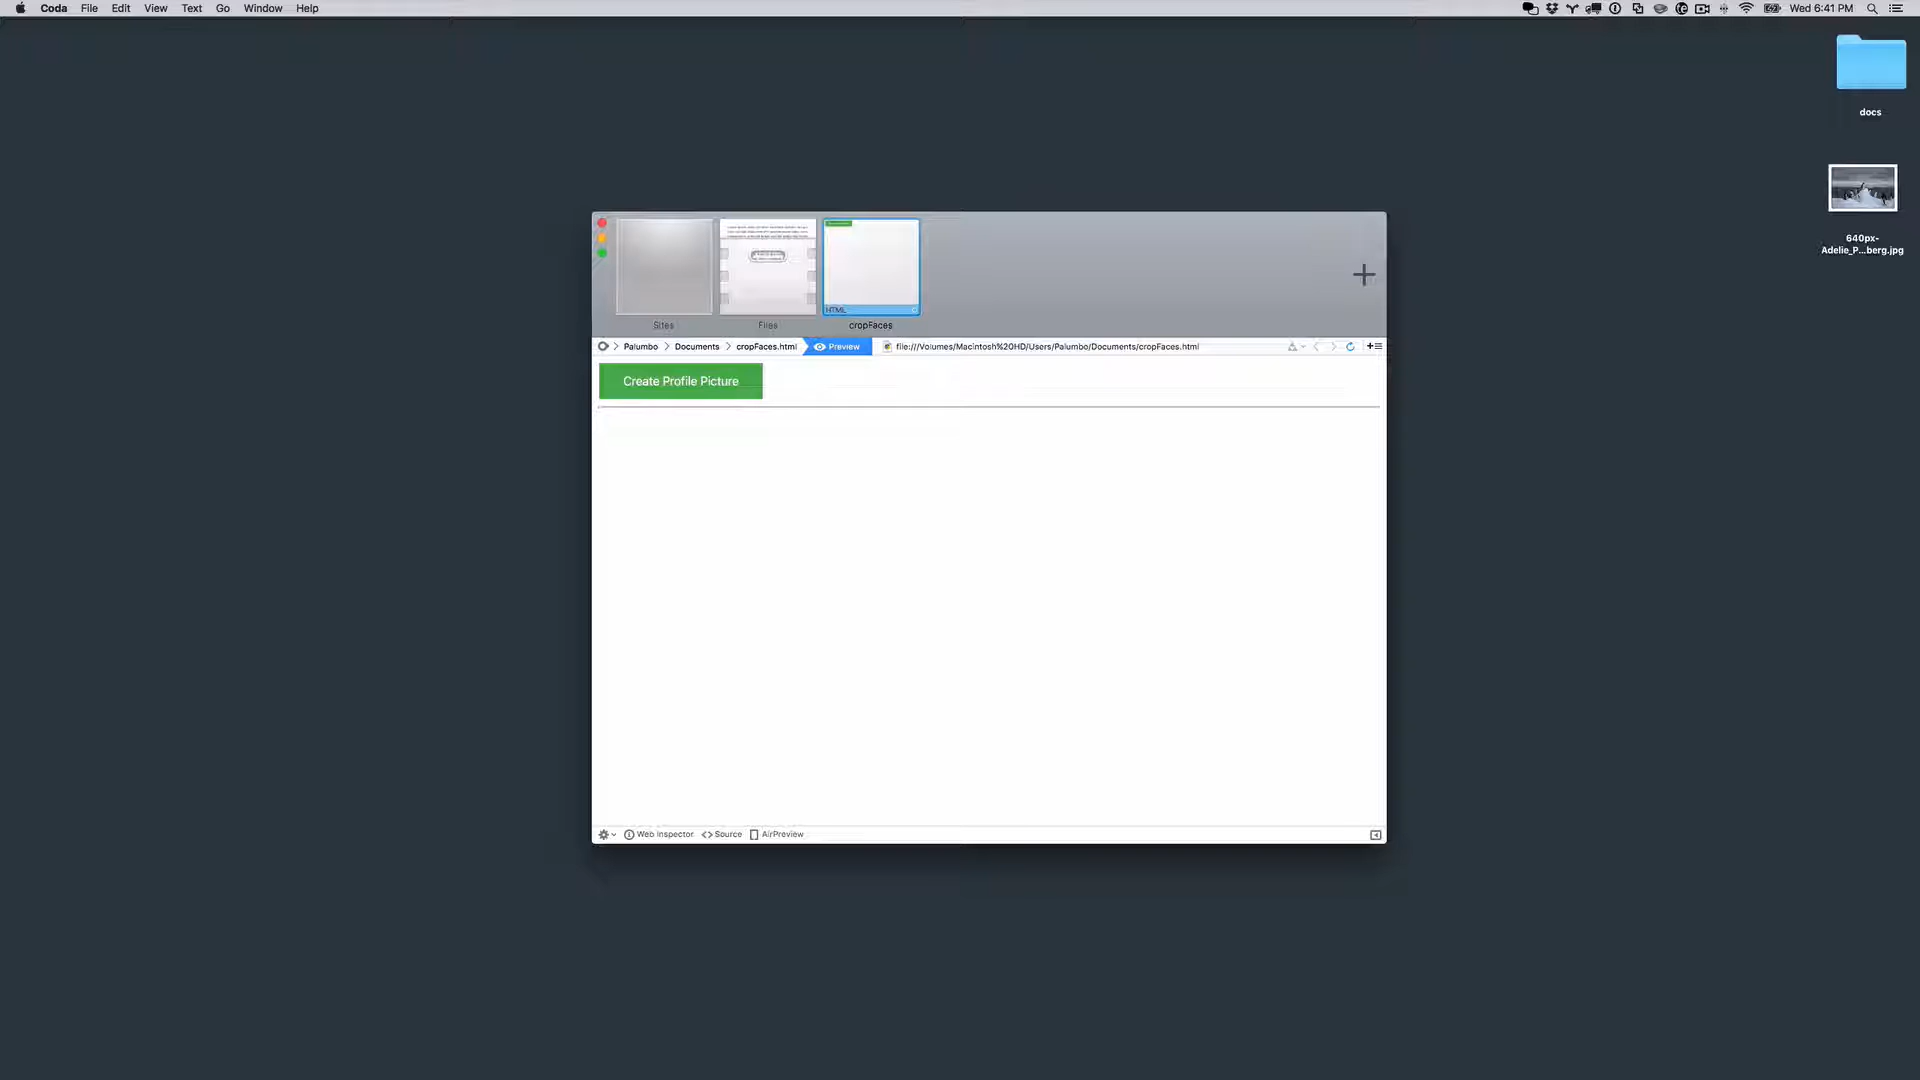 Coda File Edit View Text Go Window Help
Wed 6:41 PM
docs
640px-
Adelie_P...berg.jpg
HTML
Sites
Files
cropFaces
Palumbo
Documents
cropFaces.html
Preview
file:///Volumes/Macintosh%20HD/Users/Palumbo/Documents/cropFaces.html
Create Profile Picture
Web Inspector
Source
AirPreview